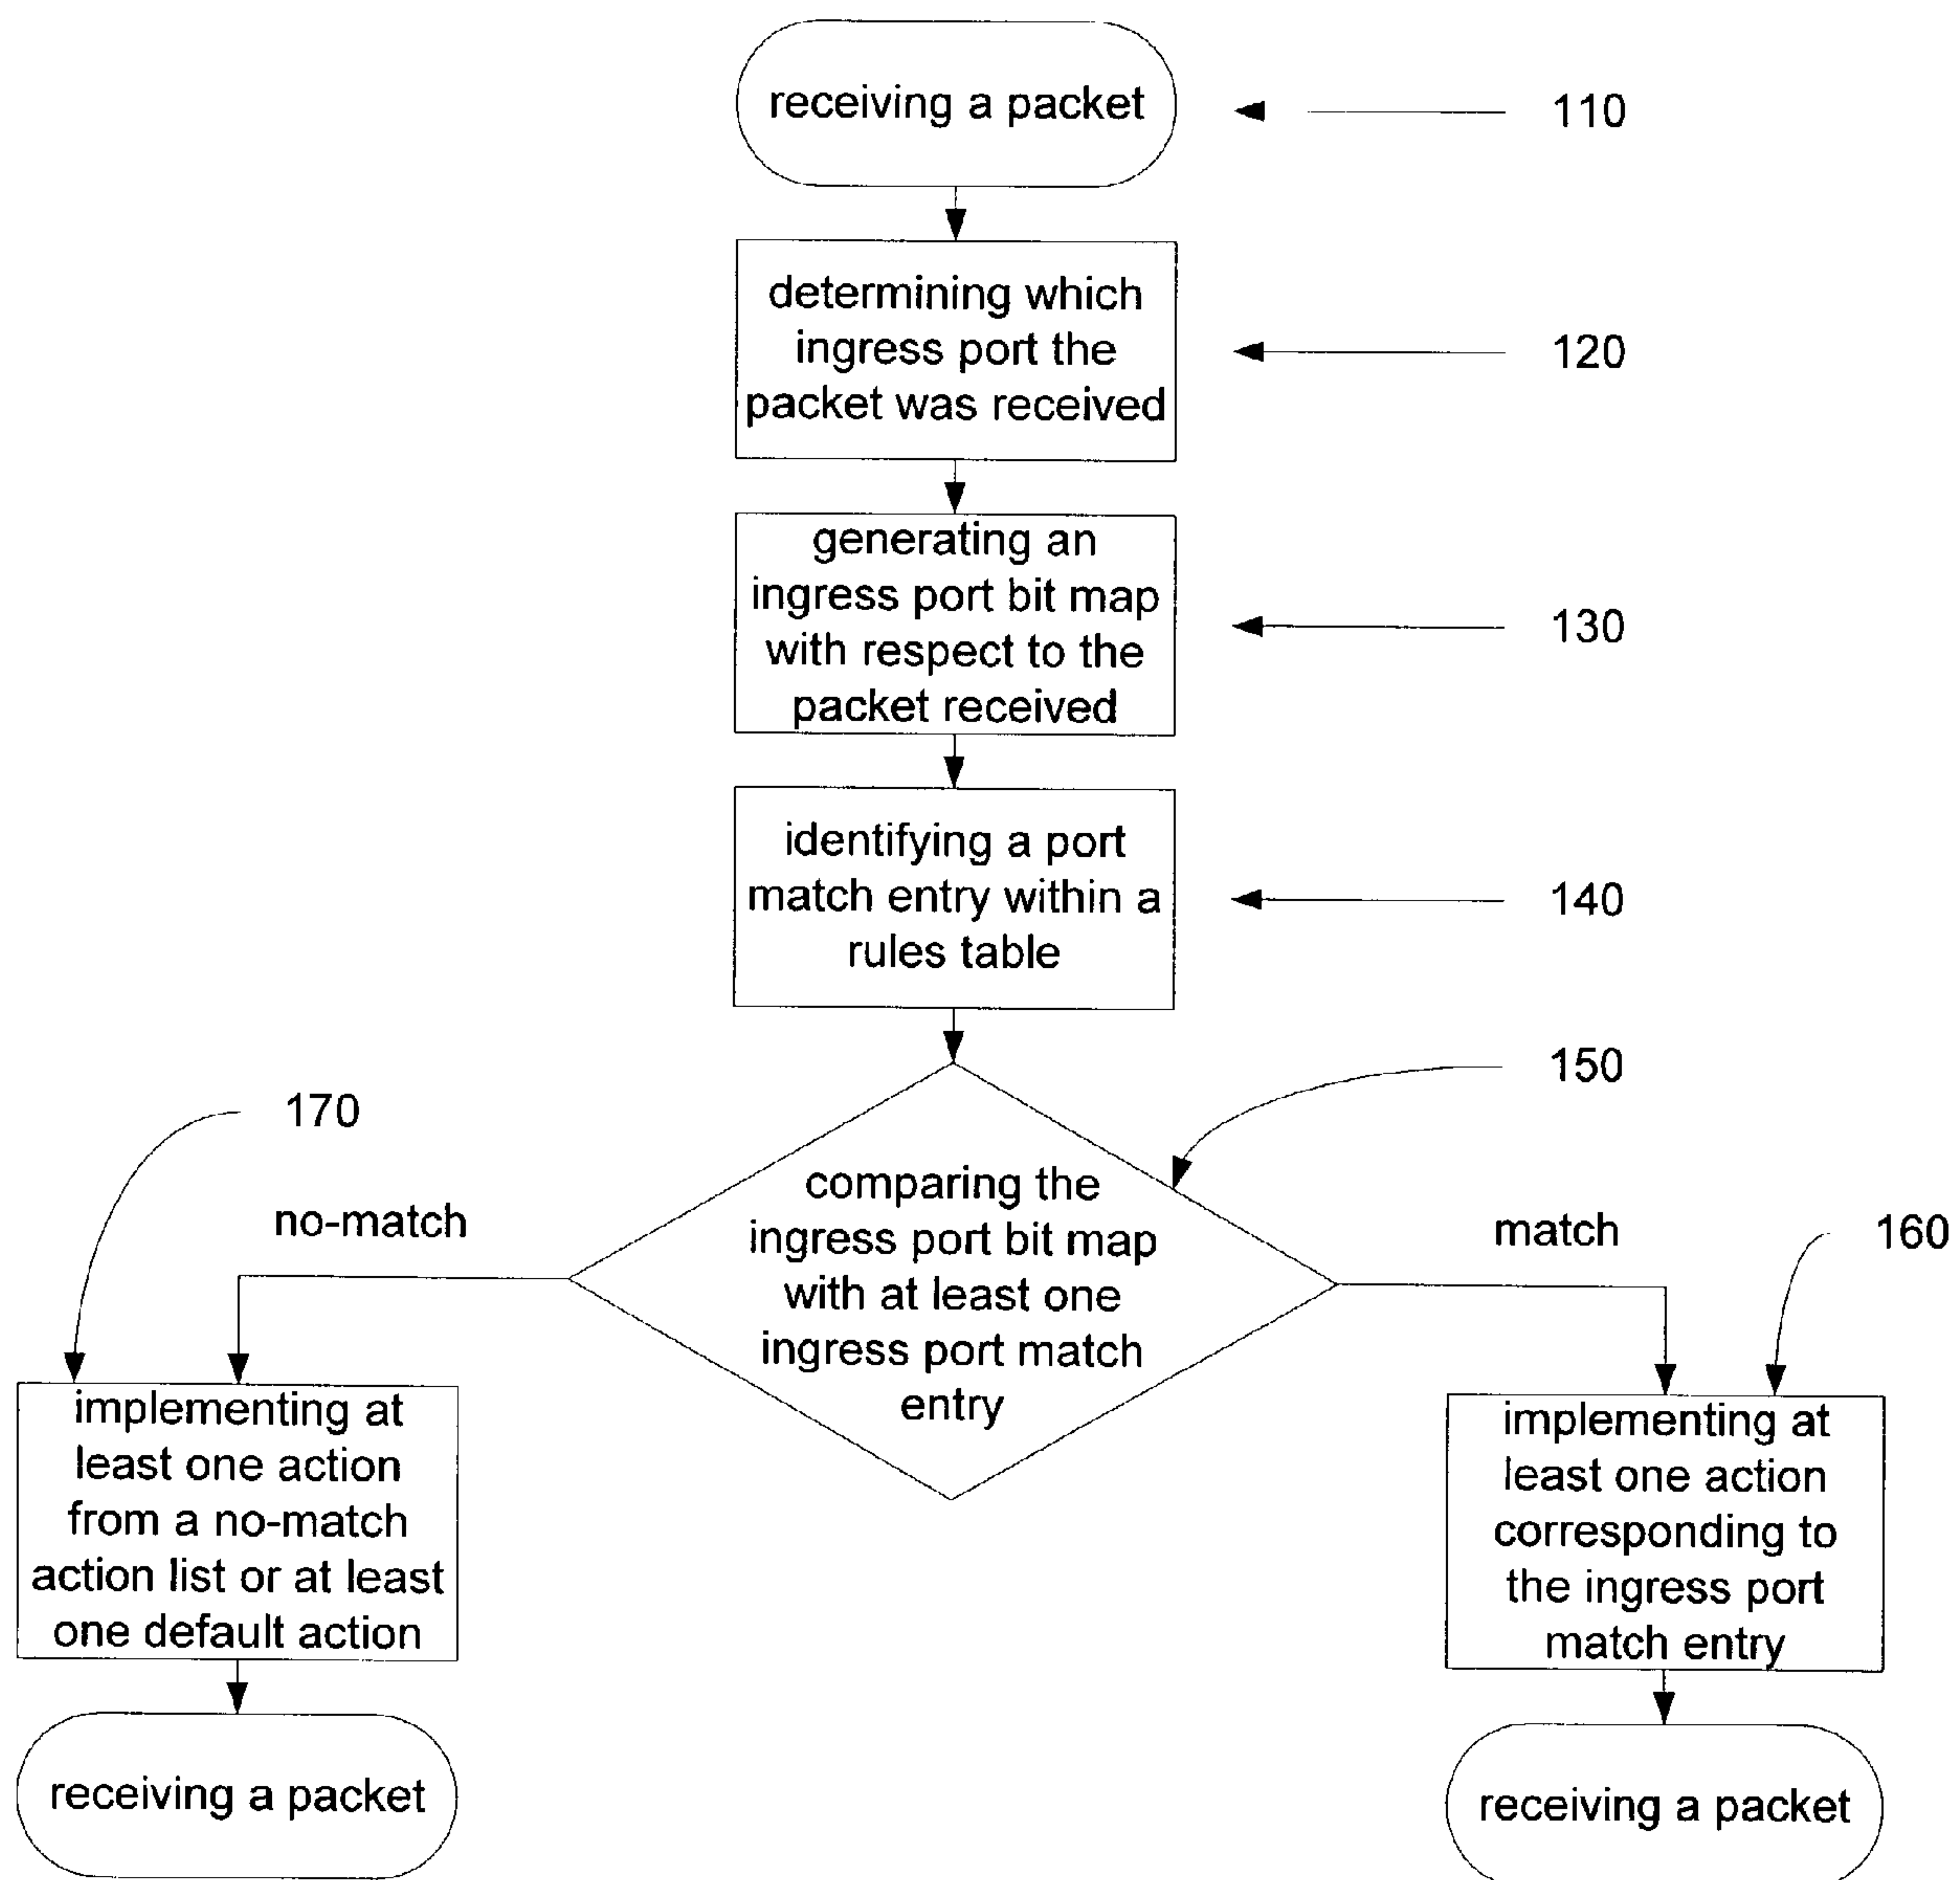 receiving a packet
110
determining which
ingress port the
packet was received
120
generating an
ingress port bit map
with respect to the
packet received
130
identifying a port
match entry within a
rules table
140
150
170
comparing the
ingress port bit map
with at least one
ingress port match
entry
no-match
match
160
implementing at
least one action
from a no-match
action list or at least
one default action
implementing at
least one action
corresponding to
the ingress port
match entry
receiving a packet
receiving a packet